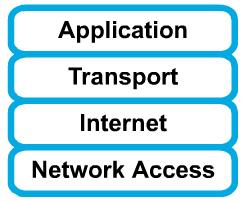 Application
Transport
Internet
Network Access